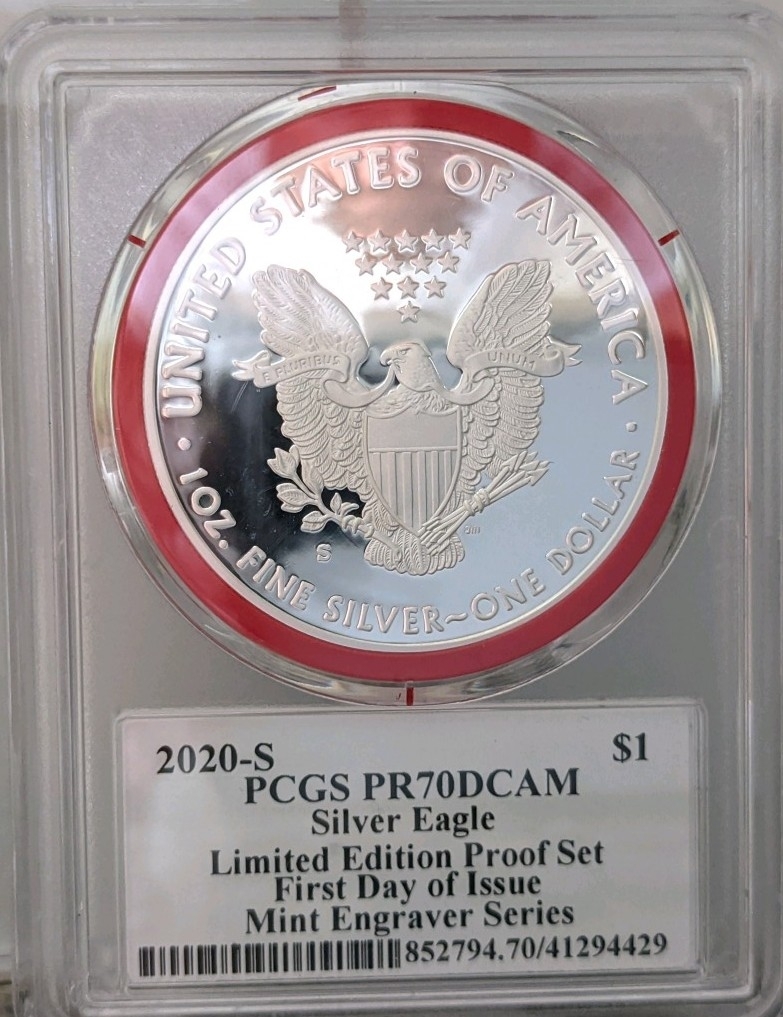 UNITED STATES OF AMERICA
E PLURIBUS UNUM
S
· 1 OZ. FINE SILVER~ONE DOLLAR ·
2020-S $1
PCGS PR70DCAM
Silver Eagle
Limited Edition Proof Set
First Day of Issue
Mint Engraver Series
852794.70/41294429